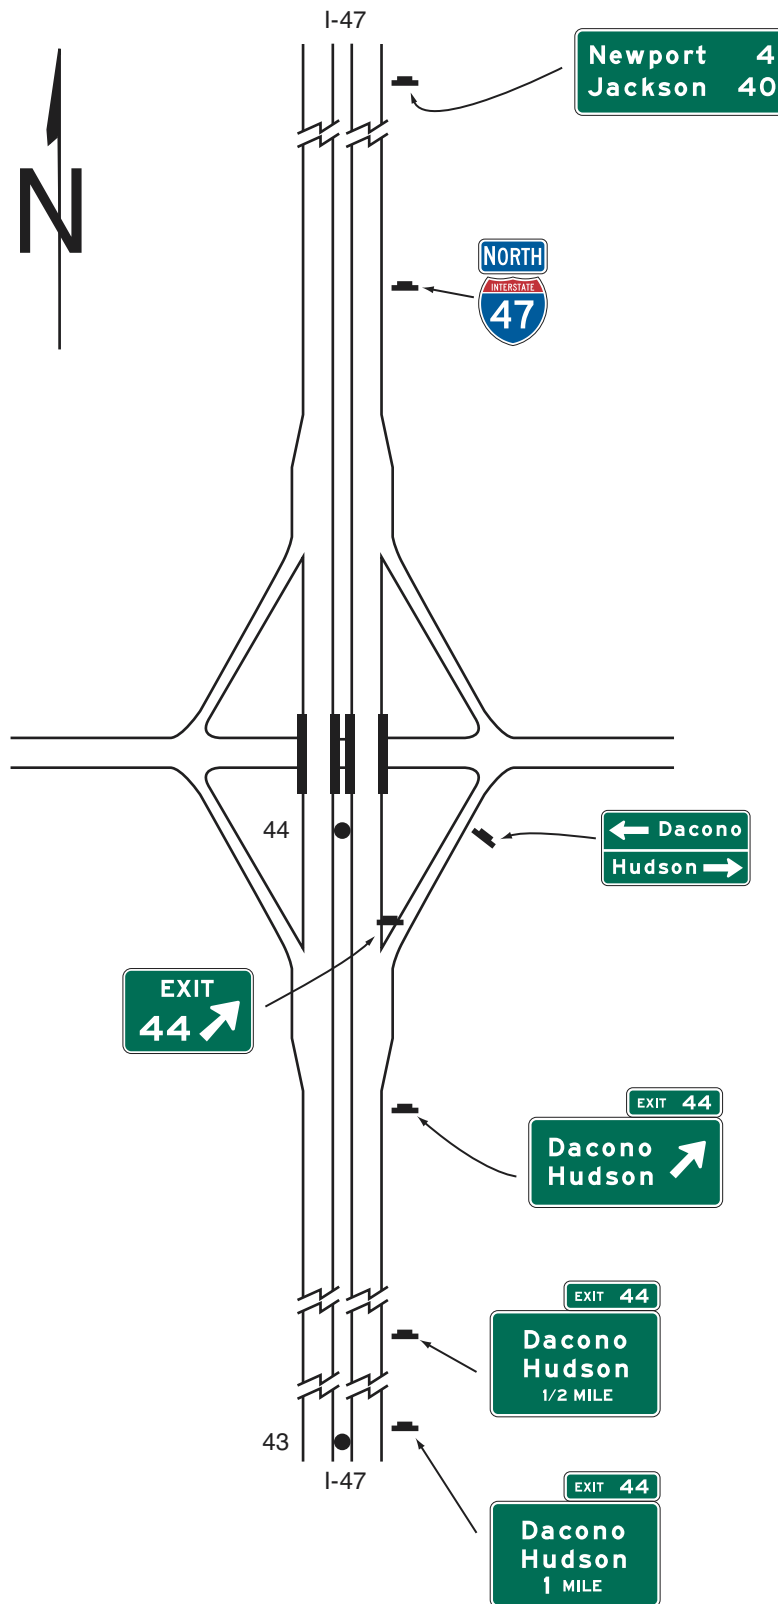 I-47
Newport 4
Jackson 40
N
NORTH
INTERSTATE
47
44
Dacono
Hudson
EXIT
44
EXIT 44
Dacono
Hudson
EXIT 44
Dacono
Hudson
1/2 MILE
43
I-47
EXIT 44
Dacono
Hudson
1 MILE